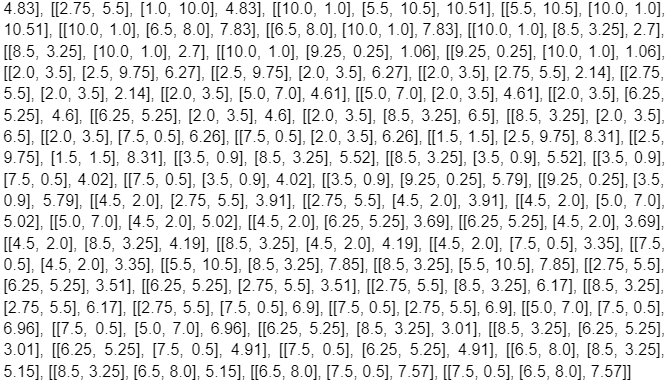 4.83], [[2.75, 5.5], [1.0, 10.0], 4.83], [[10.0, 1.0], [5.5, 10.5], 10.51], [[5.5, 10.5], [10.0, 1.0],
10.51], [[10.0, 1.0], [6.5, 8.0], 7.83], [[6.5, 8.0], [10.0, 1.0], 7.83], [[10.0, 1.0], [8.5, 3.25], 2.7],
[[8.5, 3.25], [10.0, 1.0], 2.7], [[10.0, 1.0], [9.25, 0.25], 1.06], [[9.25, 0.25], [10.0, 1.0], 1.06],
[[2.0, 3.5], [2.5, 9.75], 6.27], [[2.5, 9.75], [2.0, 3.5], 6.27], [[2.0, 3.5], [2.75, 5.5], 2.14], [[2.75,
5.5], [2.0, 3.5], 2.14], [[2.0, 3.5], [5.0, 7.0], 4.61], [[5.0, 7.0], [2.0, 3.5], 4.61], [[2.0, 3.5], [6.25,
5.25], 4.6], [[6.25, 5.25], [2.0, 3.5], 4.6], [[2.0, 3.5], [8.5, 3.25], 6.5], [[8.5, 3.25], [2.0, 3.5],
6.5], [[2.0, 3.5], [7.5, 0.5], 6.26], [[7.5, 0.5], [2.0, 3.5], 6.26], [[1.5, 1.5], [2.5, 9.75], 8.31], [[2.5,
9.75], [1.5, 1.5], 8.31], [[3.5, 0.9], [8.5, 3.25], 5.52], [[8.5, 3.25], [3.5, 0.9], 5.52], [[3.5, 0.9],
[7.5, 0.5], 4.02], [[7.5, 0.5], [3.5, 0.9], 4.02], [[3.5, 0.9], [9.25, 0.25], 5.79], [[9.25, 0.25], [3.5,
0.9], 5.79], [[4.5, 2.0], [2.75, 5.5], 3.91], [[2.75, 5.5], [4.5, 2.0], 3.91], [[4.5, 2.0], [5.0, 7.0],
5.02], [[5.0, 7.0], [4.5, 2.0], 5.02], [[4.5, 2.0], [6.25, 5.25], 3.69], [[6.25, 5.25], [4.5, 2.0], 3.69],
[[4.5, 2.0], [8.5, 3.25], 4.19], [[8.5, 3.25], [4.5, 2.0], 4.19], [[4.5, 2.0], [7.5, 0.5], 3.35], [[7.5,
0.5], [4.5, 2.0], 3.35], [[5.5, 10.5], [8.5, 3.25], 7.85], [[8.5, 3.25], [5.5, 10.5], 7.85], [[2.75, 5.5],
[6.25, 5.25], 3.51], [[6.25, 5.25], [2.75, 5.5], 3.51], [[2.75, 5.5], [8.5, 3.25], 6.17], [[8.5, 3.25],
[2.75, 5.5], 6.17], [[2.75, 5.5], [7.5, 0.5], 6.9], [[7.5, 0.5], [2.75, 5.5], 6.9], [[5.0, 7.0], [7.5, 0.5],
6.96], [[7.5, 0.5], [5.0, 7.0], 6.96], [[6.25, 5.25], [8.5, 3.25], 3.01], [[8.5, 3.25], [6.25, 5.25],
3.01], [[6.25, 5.25], [7.5, 0.5], 4.91], [[7.5, 0.5], [6.25, 5.25], 4.91], [[6.5, 8.0], [8.5, 3.25],
5.15], [[8.5, 3.25], [6.5, 8.0], 5.15], [[6.5, 8.0], [7.5, 0.5], 7.57], [[7.5, 0.5], [6.5, 8.0], 7.57]]